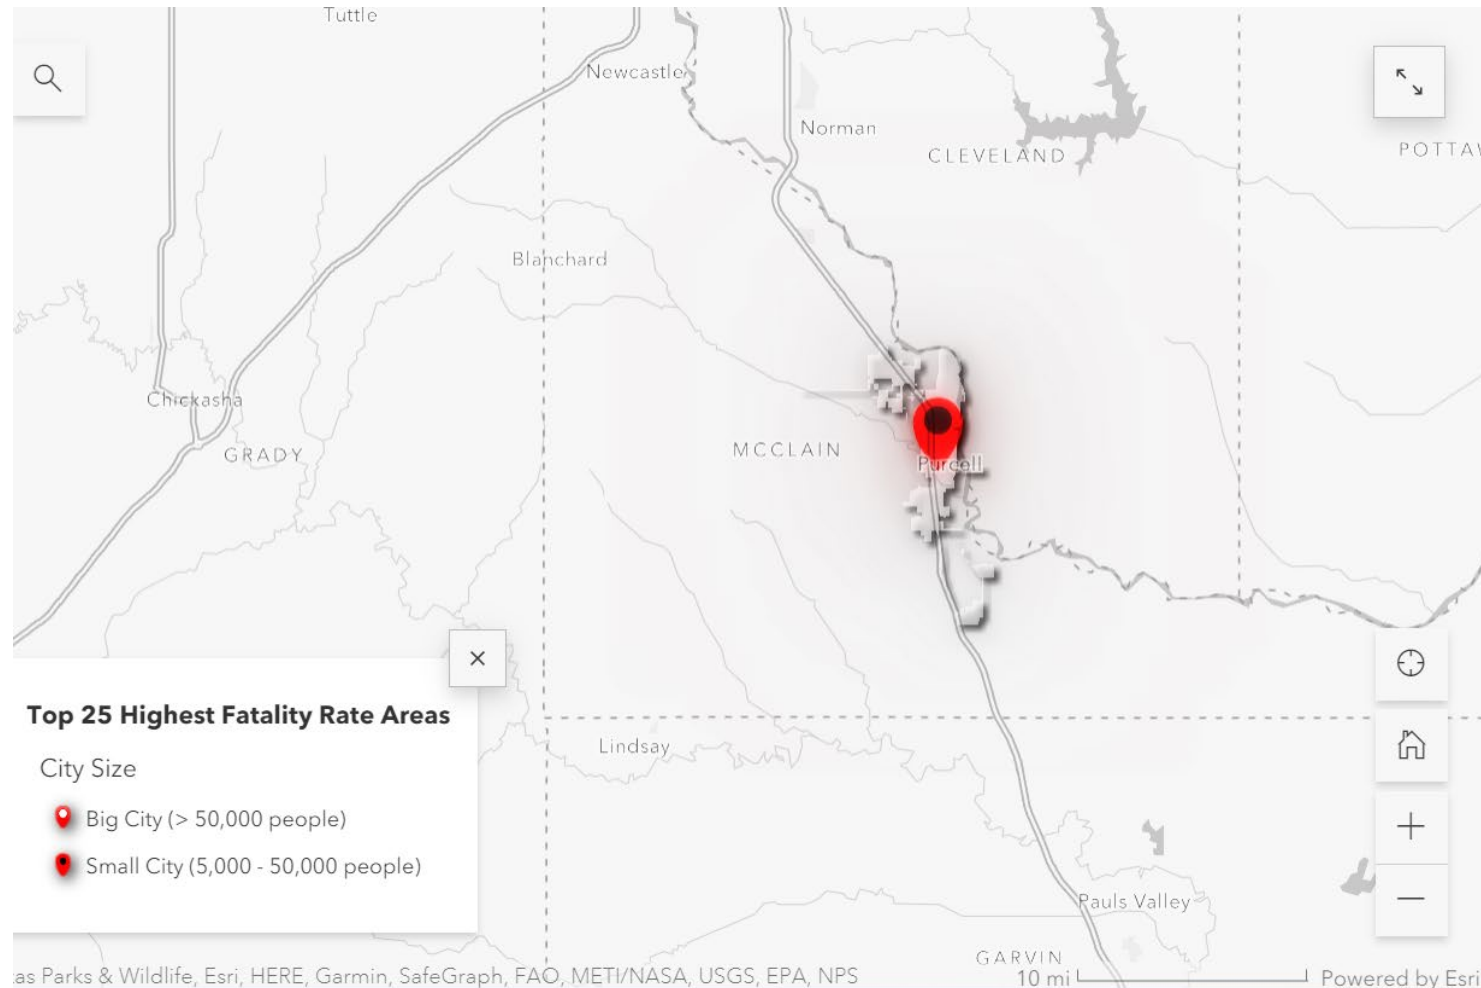 Tuttle
Newcastle
Norman
CLEVELAND
Blanchard
Chickasha
GRADY
MCCLAIN
Purcell
Top 25 Highest Fatality Rate Areas
City Size
Big City (> 50,000 people)
Small City (5,000 - 50,000 people)
Lindsay
Pauls Valley
GARVIN
Parks & Wildlife, Esri, HERE, Garmin, SafeGraph, FAO, METI/NASA, USGS, EPA, NPS
10 mi
Powered by Esri